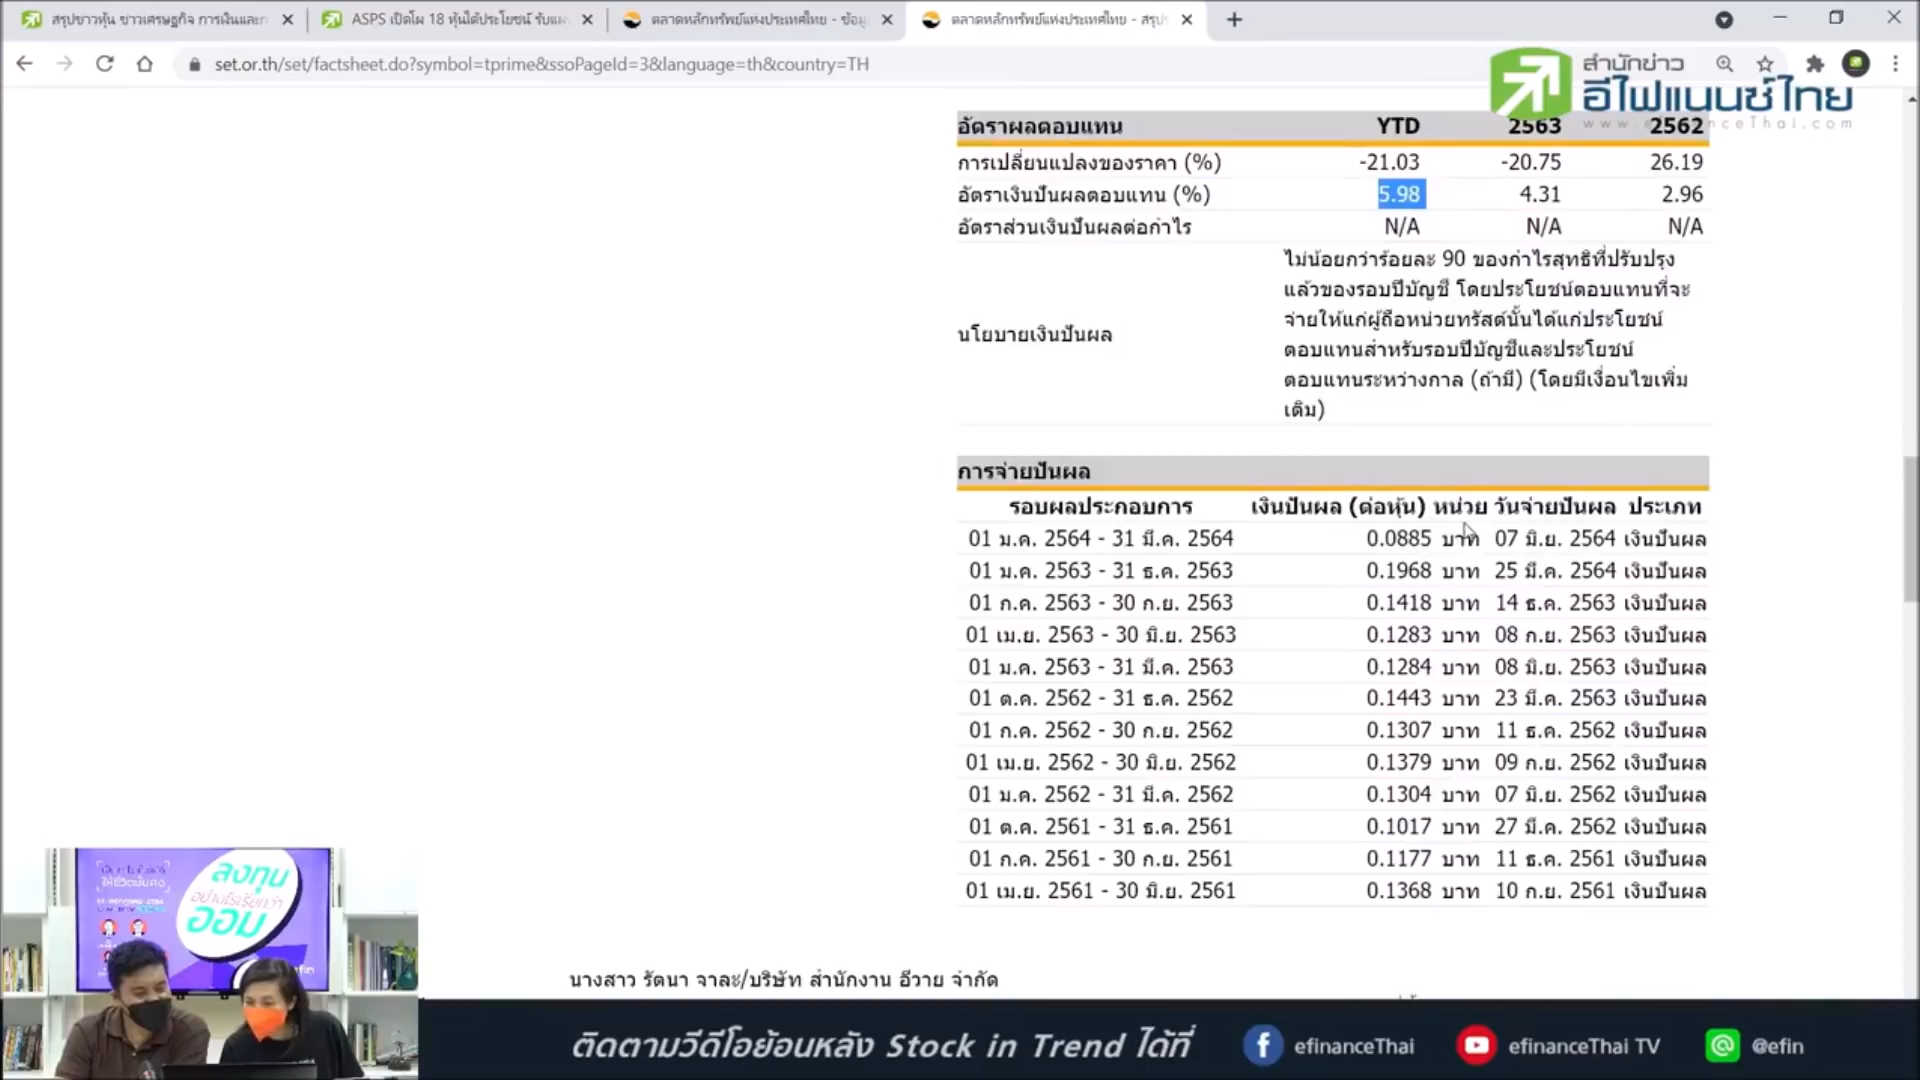 สรุปข่าวหุ้น ข่าวเศรษฐกิจ การเงินและก
ASPS เปิดโผ 18 หุ้นได้ประโยชน์ รับแผ
ตลาดหลักทรัพย์แห่งประเทศไทย - ข้อมู
ตลาดหลักทรัพย์แห่งประเทศไทย - สรุป
set.or.th/set/factsheet.do?symbol=tprime&ssoPageId=3&language=th&country=TH
สำนักข่าว
อีไฟแนนซ์ไทย
www.efinanceThai.com
อัตราผลตอบแทน YTD 2563 2562
การเปลี่ยนแปลงของราคา (%) -21.03 -20.75 26.19
อัตราเงินปันผลตอบแทน (%) 5.98 4.31 2.96
อัตราส่วนเงินปันผลต่อกำไร N/A N/A N/A
นโยบายเงินปันผล
ไม่น้อยกว่าร้อยละ 90 ของกำไรสุทธิที่ปรับปรุง
แล้วของรอบปีบัญชี โดยประโยชน์ตอบแทนที่จะ
จ่ายให้แก่ผู้ถือหน่วยทรัสต์นั้นได้แก่ประโยชน์
ตอบแทนสำหรับรอบปีบัญชีและประโยชน์
ตอบแทนระหว่างกาล (ถ้ามี) (โดยมีเงื่อนไขเพิ่ม
เติม)
การจ่ายปันผล
รอบผลประกอบการ เงินปันผล (ต่อหุ้น) หน่วย วันจ่ายปันผล ประเภท
01 ม.ค. 2564 - 31 มี.ค. 2564 0.0885 บาท 07 มิ.ย. 2564 เงินปันผล
01 ม.ค. 2563 - 31 ธ.ค. 2563 0.1968 บาท 25 มี.ค. 2564 เงินปันผล
01 ก.ค. 2563 - 30 ก.ย. 2563 0.1418 บาท 14 ธ.ค. 2563 เงินปันผล
01 เม.ย. 2563 - 30 มิ.ย. 2563 0.1283 บาท 08 ก.ย. 2563 เงินปันผล
01 ม.ค. 2563 - 31 มี.ค. 2563 0.1284 บาท 08 มิ.ย. 2563 เงินปันผล
01 ต.ค. 2562 - 31 ธ.ค. 2562 0.1443 บาท 23 มี.ค. 2563 เงินปันผล
01 ก.ค. 2562 - 30 ก.ย. 2562 0.1307 บาท 11 ธ.ค. 2562 เงินปันผล
01 เม.ย. 2562 - 30 มิ.ย. 2562 0.1379 บาท 09 ก.ย. 2562 เงินปันผล
01 ม.ค. 2562 - 31 มี.ค. 2562 0.1304 บาท 07 มิ.ย. 2562 เงินปันผล
01 ต.ค. 2561 - 31 ธ.ค. 2561 0.1017 บาท 27 มี.ค. 2562 เงินปันผล
01 ก.ค. 2561 - 30 ก.ย. 2561 0.1177 บาท 11 ธ.ค. 2561 เงินปันผล
01 เม.ย. 2561 - 30 มิ.ย. 2561 0.1368 บาท 10 ก.ย. 2561 เงินปันผล
ให้ชีวิตมั่นคง
ลงทุน
อย่างไรเรียกว่า
ออม
นางสาว รัตนา จาละ/บริษัท สำนักงาน อีวาย จำกัด
ติดตามวีดีโอย้อนหลัง Stock in Trend ได้ที่ efinanceThai efinanceThai TV @efin